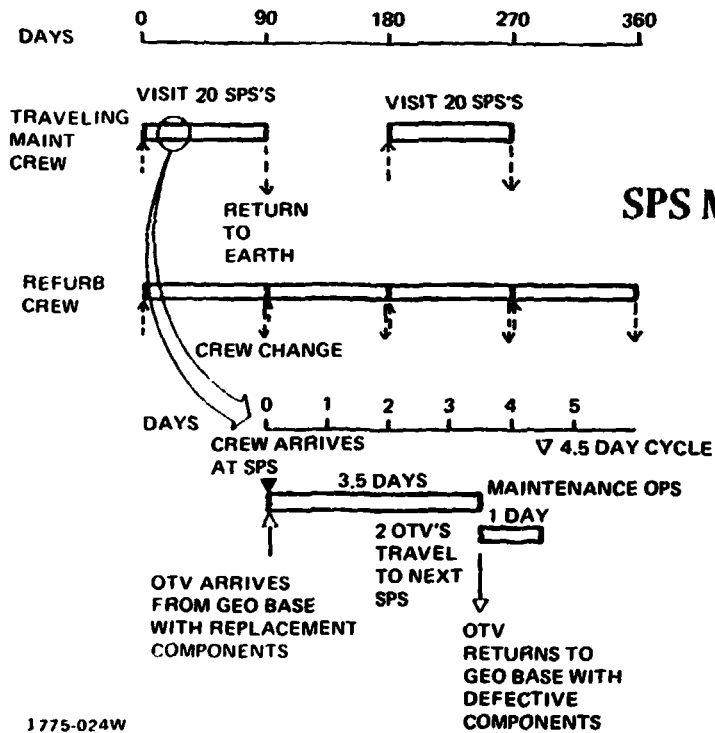 0 90 180 270 360
DAYS
VISIT 20 SPS'S
VISIT 20 SPS'S
TRAVELING
MAINT
CREW
RETURN
TO
EARTH
SPS
REFURB
CREW
CREW CHANGE
0 1 2 3 4 5
DAYS
CREW ARRIVES
AT SPS
4.5 DAY CYCLE
3.5 DAYS
MAINTENANCE OPS
1 DAY
2 OTV'S
TRAVEL
TO NEXT
SPS
OTV ARRIVES
FROM GEO BASE
WITH REPLACEMENT
COMPONENTS
OTV
RETURNS TO
GEO BASE WITH
DEFECTIVE
COMPONENTS
1775-024W